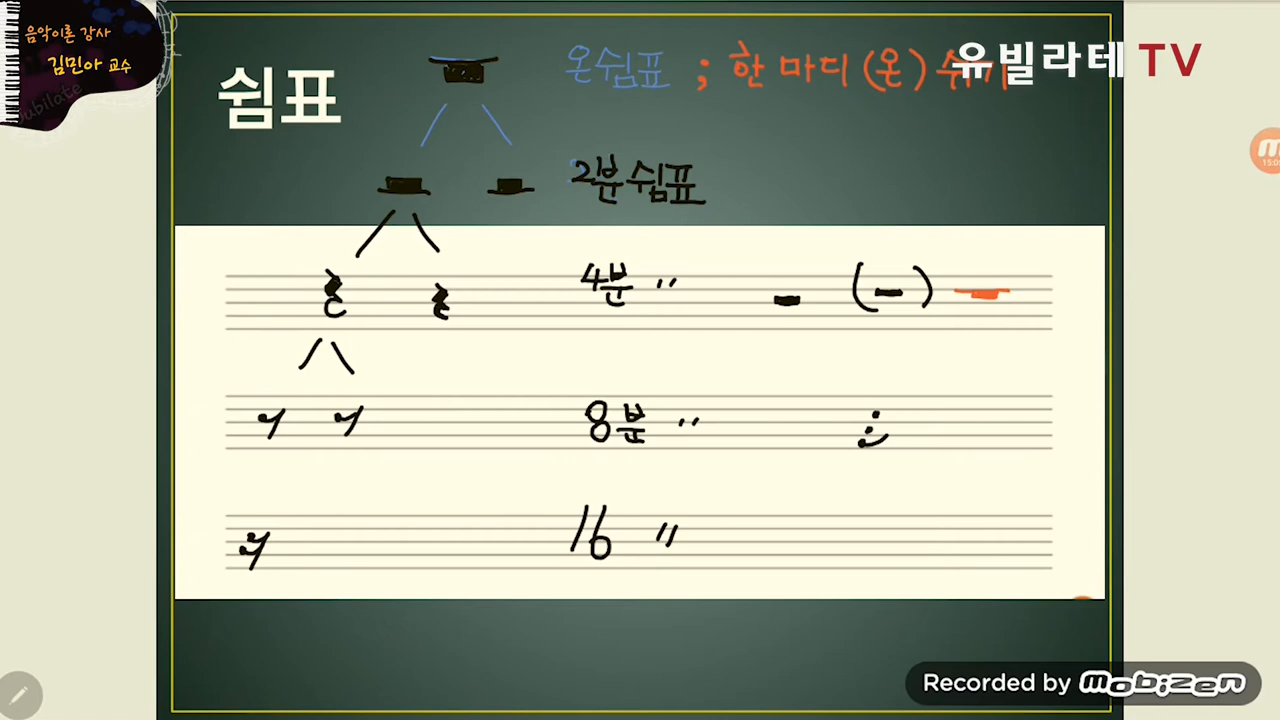 음악이론 강사
김민아 교수
Jubilate
쉼표
온쉼표 ; 한 마디 (온) 쉬기
유빌라테 TV
2분쉼표
4분 〃
8분 〃
16 〃
Recorded by mobizen